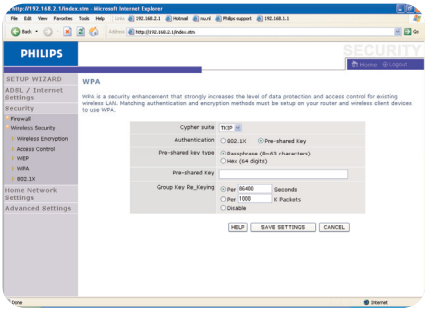 http://192.168.2.1/index.stm - Microsoft Internet Explorer
File Edit View Favorites Tools Help Links 192.168.2.1 Hotmail nu.nl Philips support 192.168.1.1
Back Address http://192.168.2.1/index.stm Go
PHILIPS
SECURITY
Home Logout
SETUP WIZARD
ADSL / Internet Settings
Security
Firewall
Wireless Security
Wireless Encryption
Access Control
WEP
WPA
802.1X
Home Network Settings
Advanced Settings
WPA
WPA is a security enhancement that strongly increases the level of data protection and access control for existing
wireless LAN. Matching authentication and encryption methods must be setup on your router and wireless client devices
to use WPA.
Cypher suite TKIP
Authentication 802.1X Pre-shared Key
Pre-shared key type Passphrase (8~63 characters)
Hex (64 digits)
Pre-shared Key
Group Key Re_Keying Per 86400 Seconds
Per 1000 K Packets
Disable
HELP SAVE SETTINGS CANCEL
Done Internet